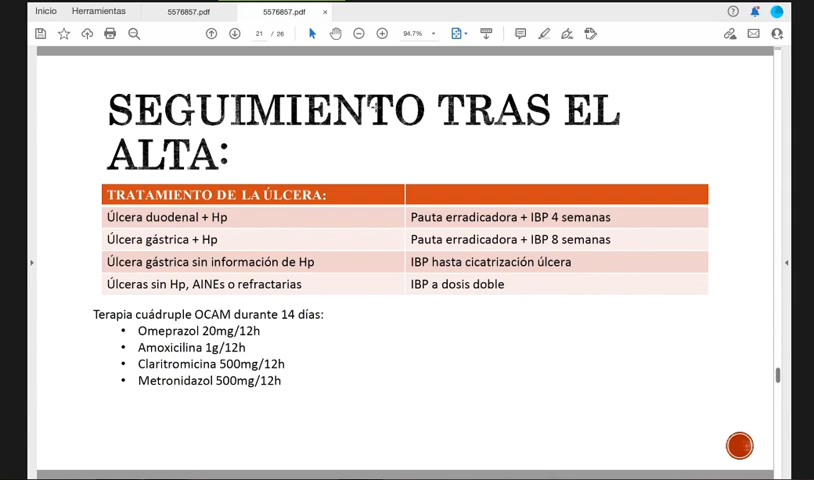 Inicio Herramientas 5576857.pdf 5576857.pdf ×
21 / 26 94.7%
SEGUIMIENTO TRAS EL
ALTA:
TRATAMIENTO DE LA ÚLCERA:
Úlcera duodenal + Hp Pauta erradicadora + IBP 4 semanas
Úlcera gástrica + Hp Pauta erradicadora + IBP 8 semanas
Úlcera gástrica sin información de Hp IBP hasta cicatrización úlcera
Úlceras sin Hp, AINEs o refractarias IBP a dosis doble
Terapia cuádruple OCAM durante 14 días:
• Omeprazol 20mg/12h
• Amoxicilina 1g/12h
• Claritromicina 500mg/12h
• Metronidazol 500mg/12h